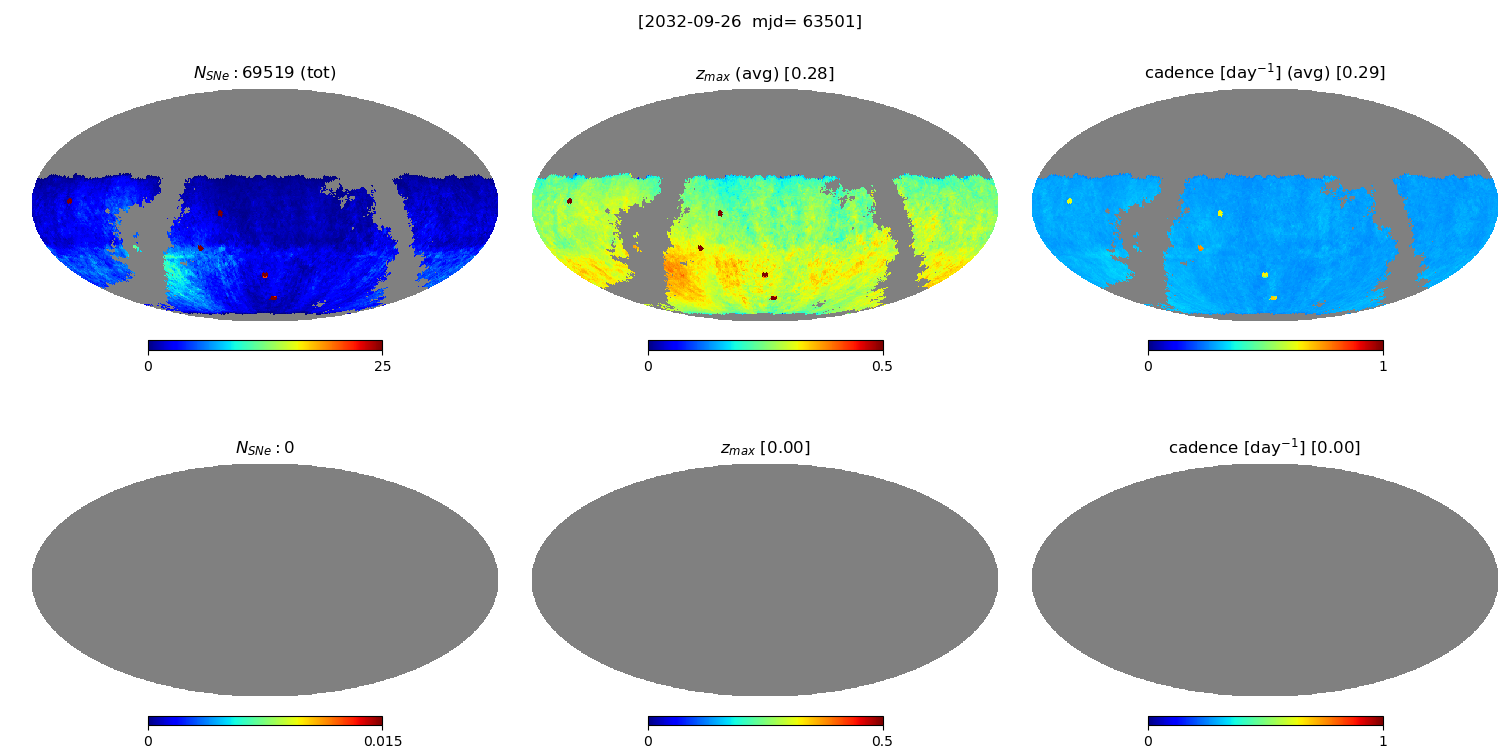 [2032-09-26  mjd= 63501]
N_{SNe} : 69519 (tot)
z_{max} (avg) [0.28]
cadence [day^{-1}] (avg) [0.29]
0 25
0 0.5
0 1
N_{SNe} : 0
z_{max} [0.00]
cadence [day^{-1}] [0.00]
0 0.015
0 0.5
0 1